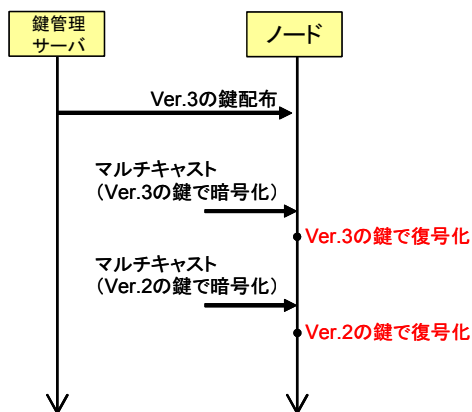 鍵管理
サーバ
ノード
Ver.3の鍵配布
マルチキャスト
（Ver.3の鍵で暗号化）
Ver.3の鍵で復号化
マルチキャスト
（Ver.2の鍵で暗号化）
Ver.2の鍵で復号化